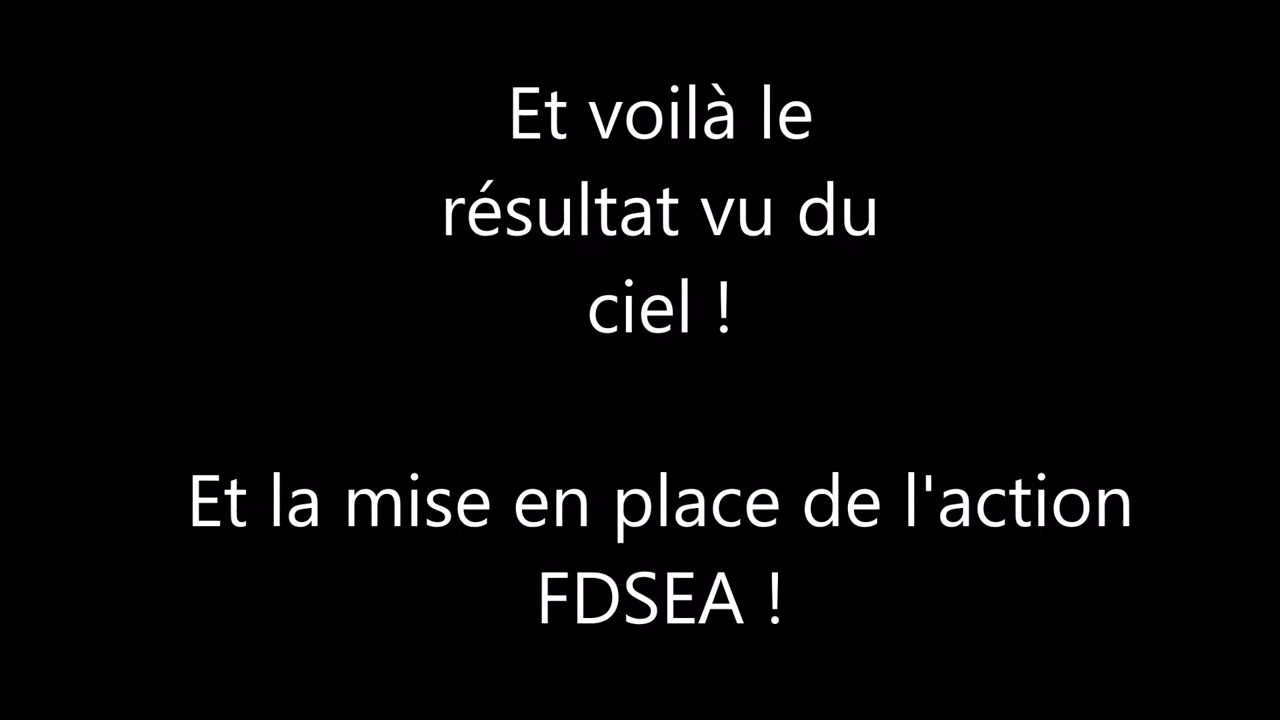 Et voilà le
résultat vu du
ciel !
Et la mise en place de l'action
FDSEA !